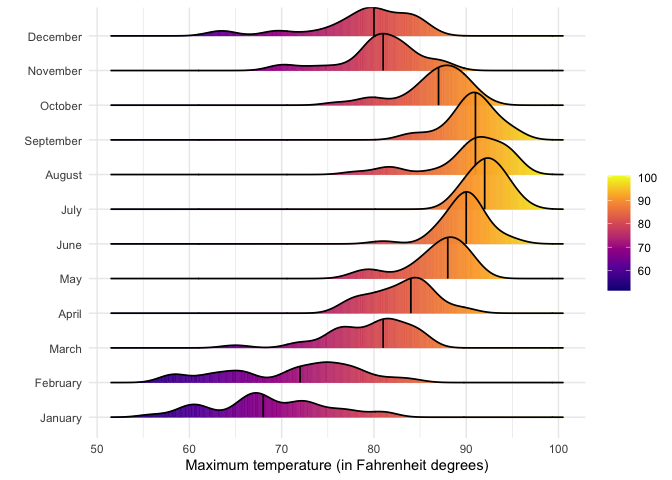 December
November
October
September
August
July
June
May
April
March
February
January
50 60 70 80 90 100
Maximum temperature (in Fahrenheit degrees)
100
90
80
70
60